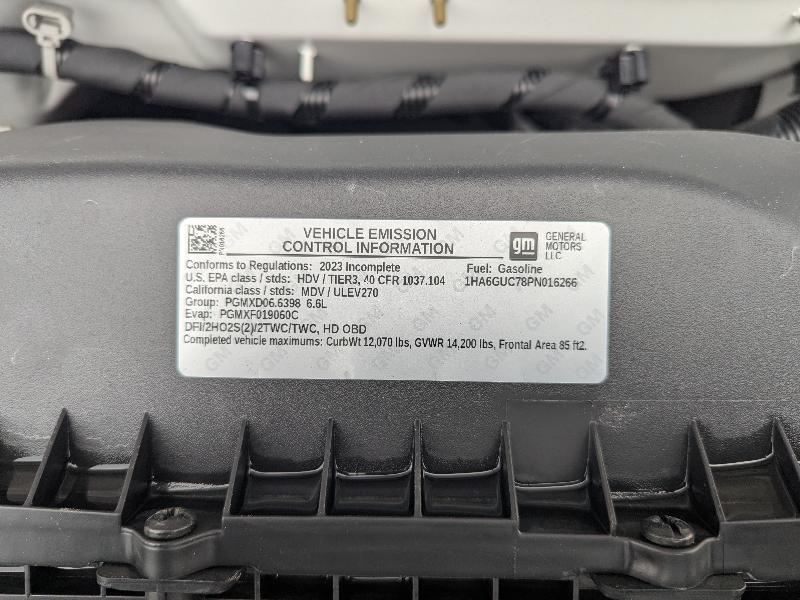 VEHICLE EMISSION
CONTROL INFORMATION
gm GENERAL
MOTORS
LLC
Conforms to Regulations: 2023 Incomplete Fuel: Gasoline
U.S. EPA class / stds: HDV / TIER3, 40 CFR 1037.104 1HA6GUC78PN016266
California class / stds: MDV / ULEV270
Group: PGMXD06.6398 6.6L
Evap: PGMXF019060C
DFI/2HO2S(2)/2TWC/TWC, HD OBD
Completed vehicle maximums: CurbWt 12,070 lbs, GVWR 14,200 lbs, Frontal Area 85 ft2.